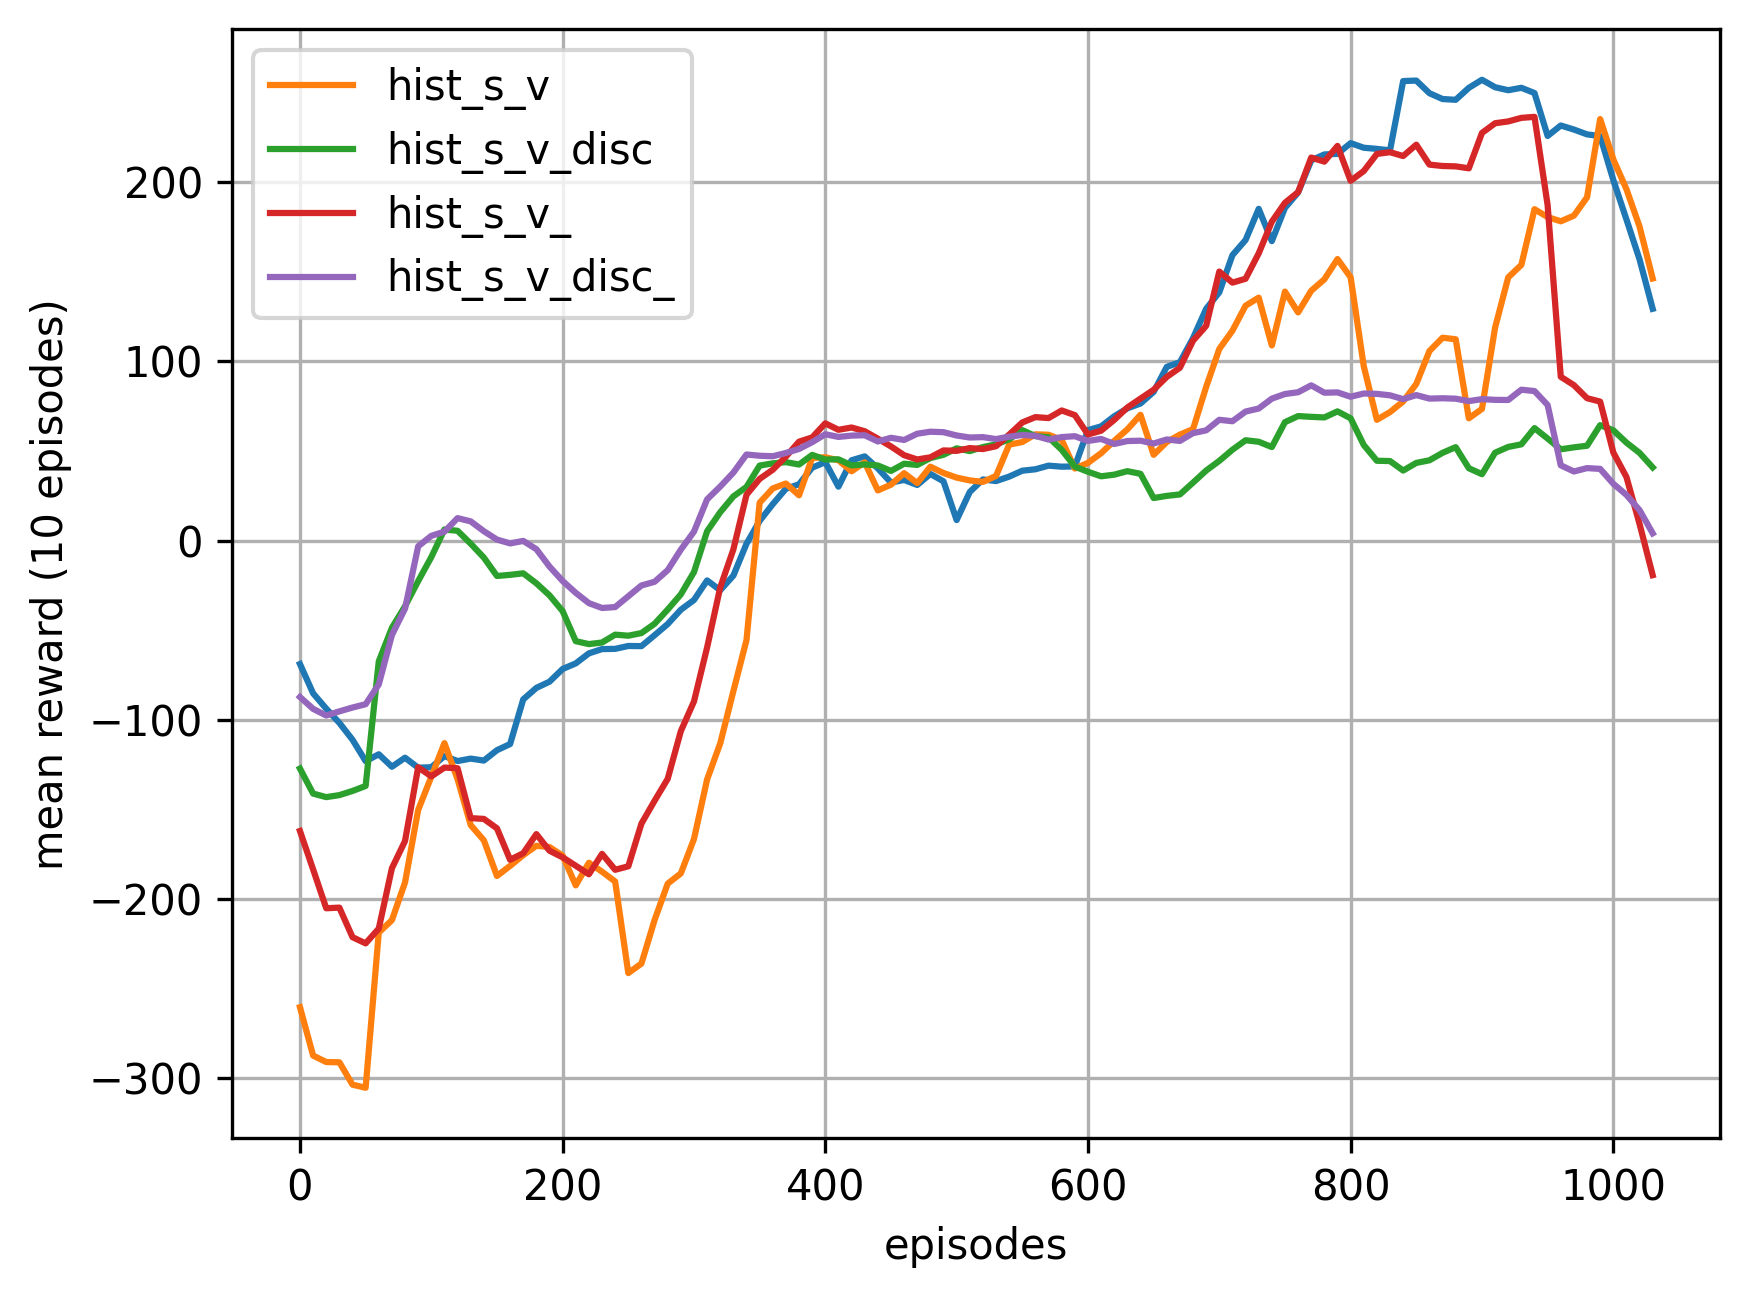 hist_s_v
hist_s_v_disc
hist_s_v_
hist_s_v_disc_
200
100
0
−100
−200
−300
mean reward (10 episodes)
0 200 400 600 800 1000
episodes